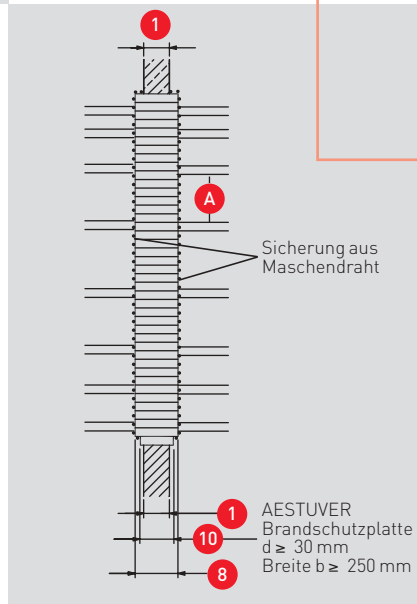 1
A
Sicherung aus
Maschendraht
1
10
8
AESTUVER
Brandschutzplatte
d ≥ 30 mm
Breite b ≥ 250 mm